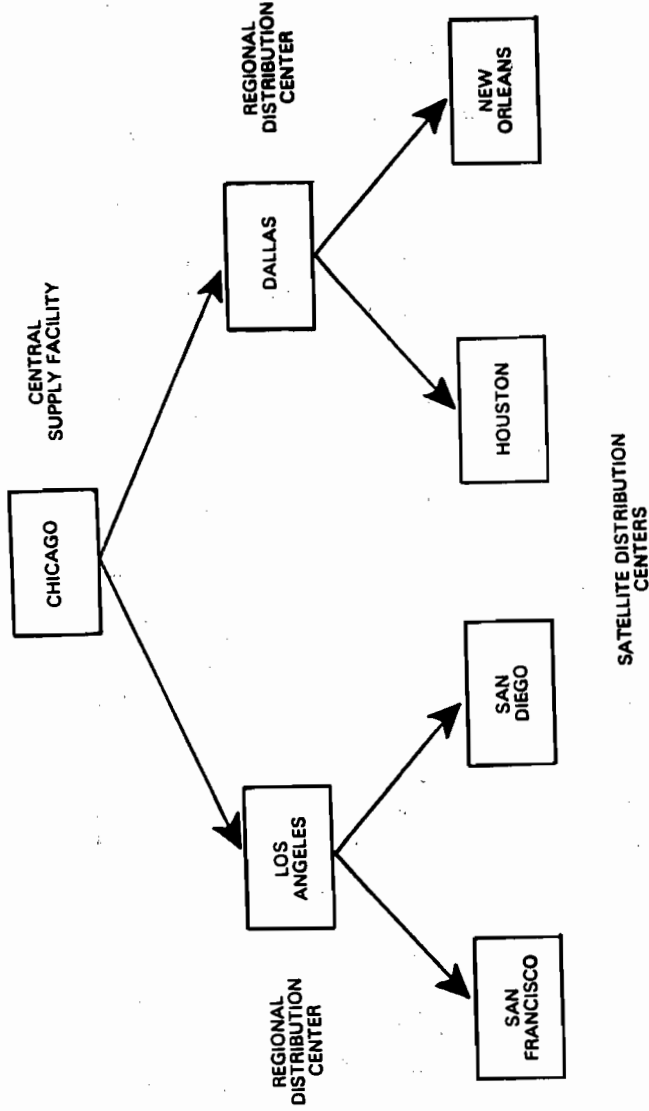 CENTRAL
SUPPLY FACILITY
CHICAGO
REGIONAL
DISTRIBUTION
CENTER
LOS
ANGELES
DALLAS
REGIONAL
DISTRIBUTION
CENTER
SAN
FRANCISCO
SAN
DIEGO
HOUSTON
NEW
ORLEANS
SATELLITE DISTRIBUTION
CENTERS